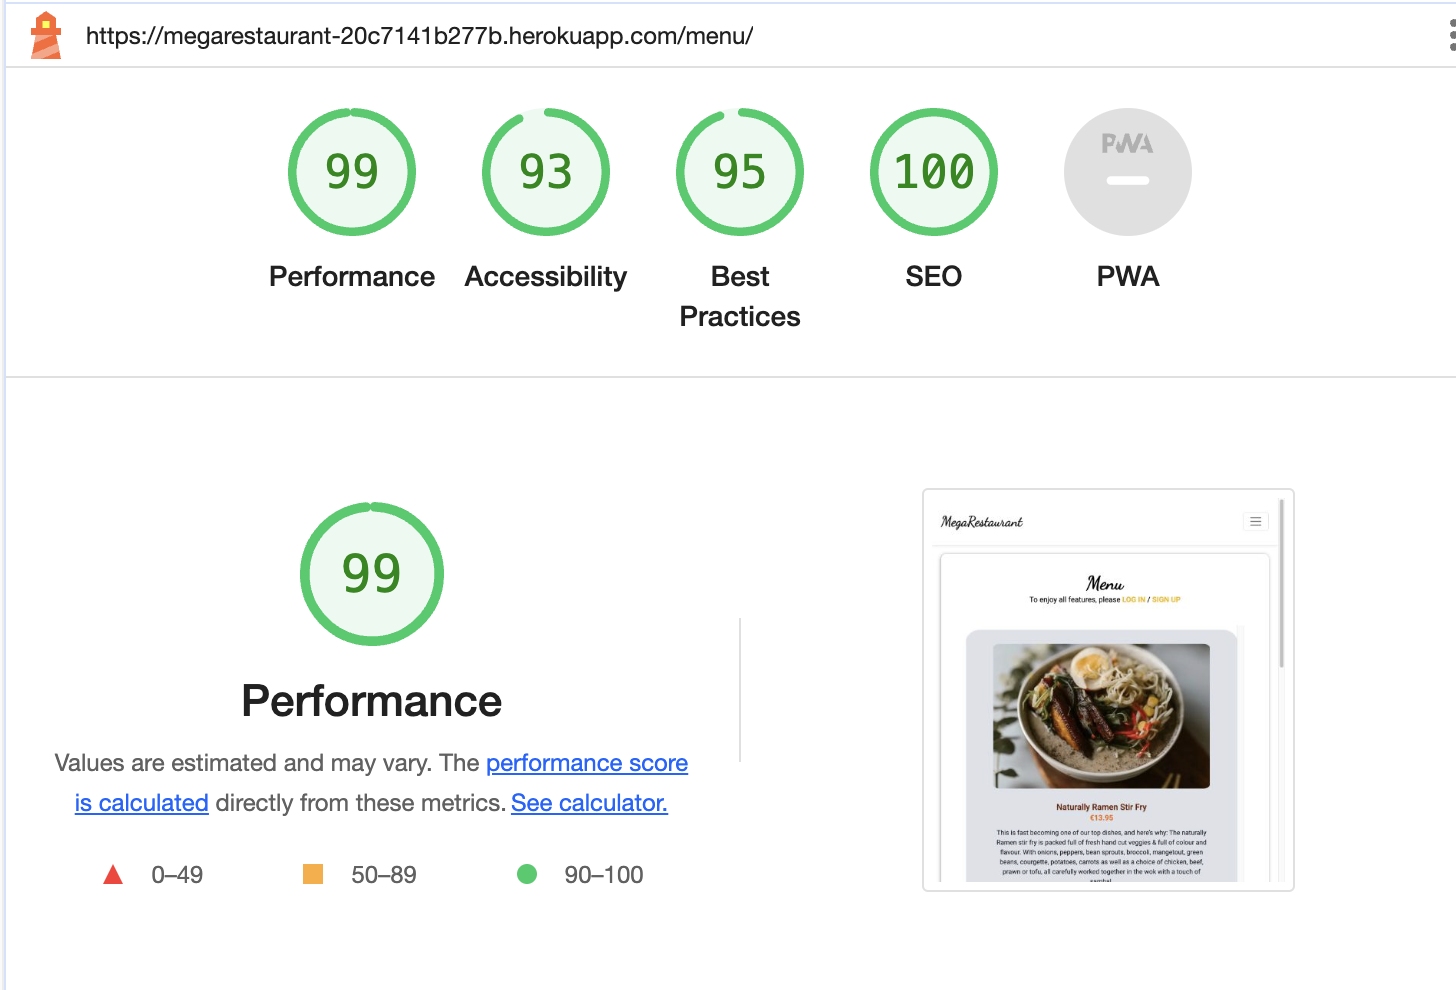 https://megarestaurant-20c7141b277b.herokuapp.com/menu/
99
93
95
100
PWA
Performance
Accessibility
Best
Practices
SEO
PWA
99
Performance
Values are estimated and may vary. The performance score
is calculated directly from these metrics. See calculator.
0–49
50–89
90–100
MegaRestaurant
Menu
To enjoy all features, please LOG IN / SIGN UP
Naturally Ramen Stir Fry
€13.95
This is fast becoming one of our top dishes, and here's why: The naturally
Ramen stir fry is packed full of fresh hand cut veggies & full of colour and
flavour. With onions, peppers, bean sprouts, broccoli, mangetout, green
beans, courgette, potatoes, carrots as well as a choice of chicken, beef,
prawn or tofu, all carefully worked together in the wok with a touch of